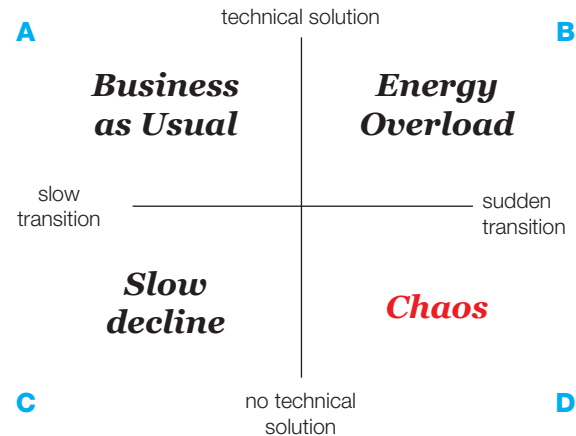 technical solution
A
B
Business
as Usual
Energy
Overload
slow
transition
sudden
transition
Slow
decline
Chaos
C
no technical
solution
D